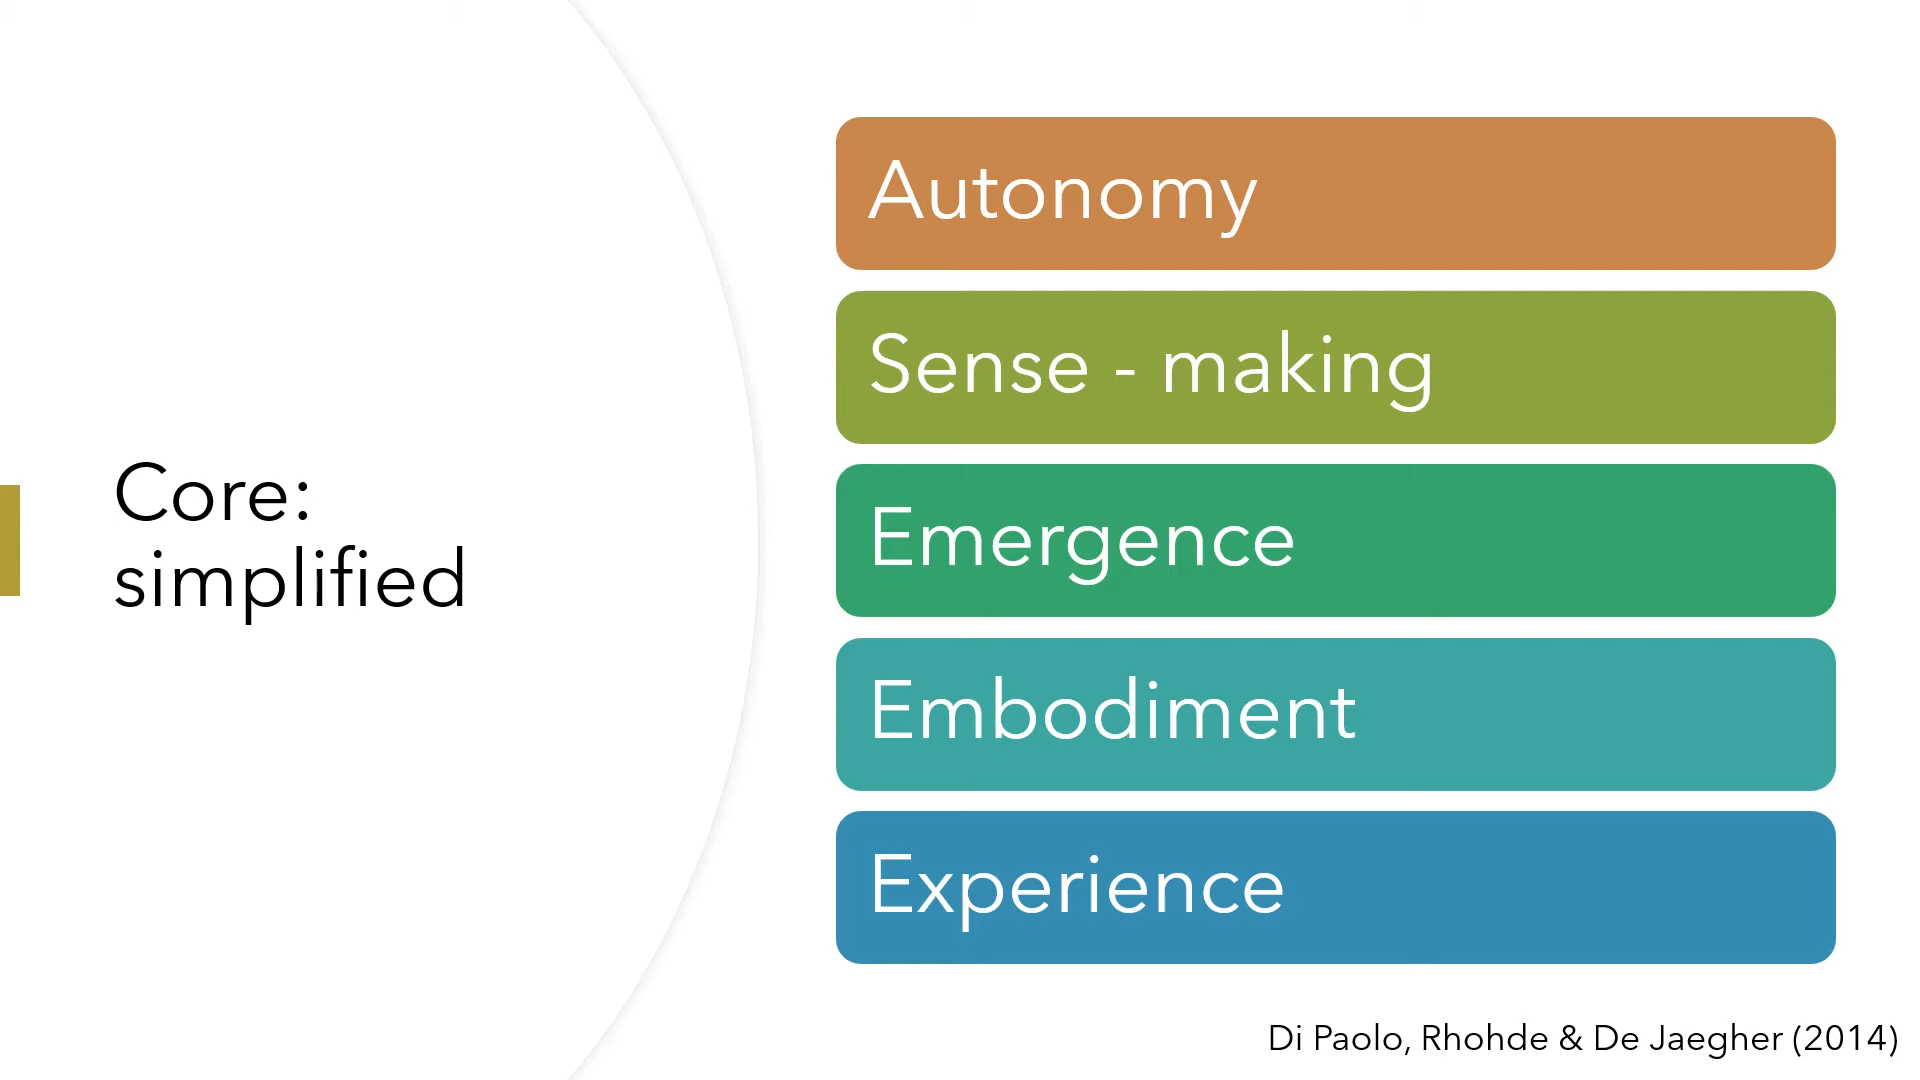 Core:
simplified
Autonomy
Sense - making
Emergence
Embodiment
Experience
Di Paolo, Rhohde & De Jaegher (2014)